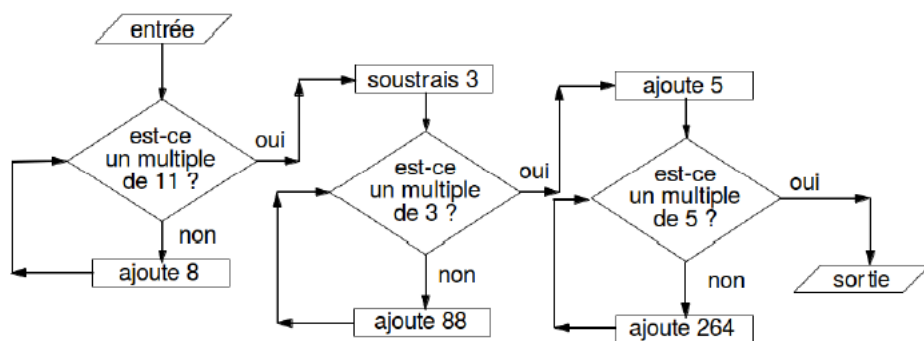 entrée
est-ce
un multiple
de 11 ?
oui
non
ajoute 8
soustrais 3
est-ce
un multiple
de 3 ?
oui
non
ajoute 88
ajoute 5
est-ce
un multiple
de 5 ?
oui
non
ajoute 264
sortie